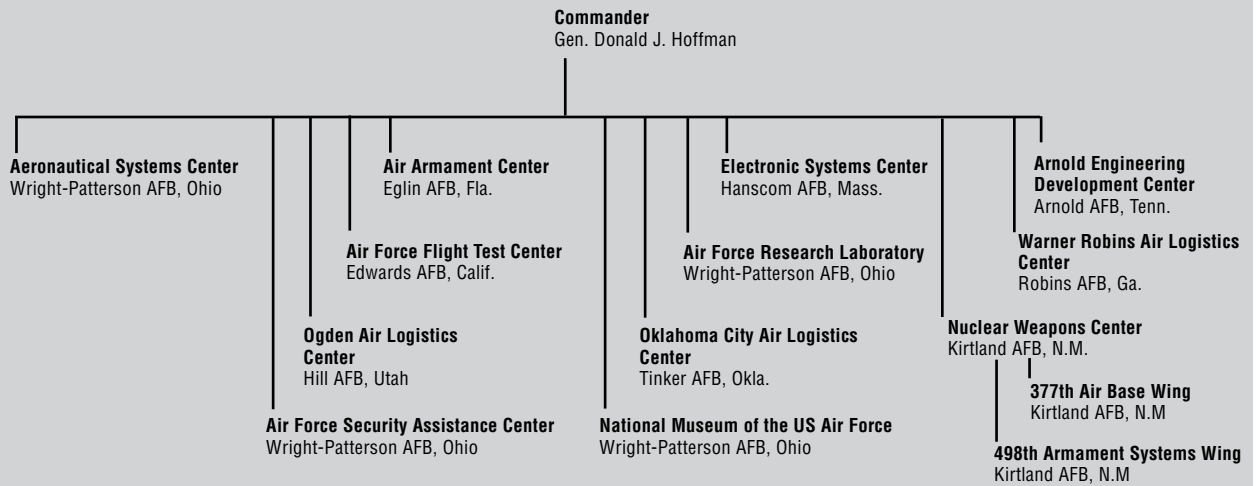 Commander
Gen. Donald J. Hoffman
Aeronautical Systems Center
Wright-Patterson AFB, Ohio
Air Armament Center
Eglin AFB, Fla.
Electronic Systems Center
Hanscom AFB, Mass.
Arnold Engineering
Development Center
Arnold AFB, Tenn.
Air Force Flight Test Center
Edwards AFB, Calif.
Air Force Research Laboratory
Wright-Patterson AFB, Ohio
Warner Robins Air Logistics
Center
Robins AFB, Ga.
Ogden Air Logistics
Center
Hill AFB, Utah
Oklahoma City Air Logistics
Center
Tinker AFB, Okla.
Nuclear Weapons Center
Kirtland AFB, N.M.
377th Air Base Wing
Kirtland AFB, N.M
Air Force Security Assistance Center
Wright-Patterson AFB, Ohio
National Museum of the US Air Force
Wright-Patterson AFB, Ohio
498th Armament Systems Wing
Kirtland AFB, N.M